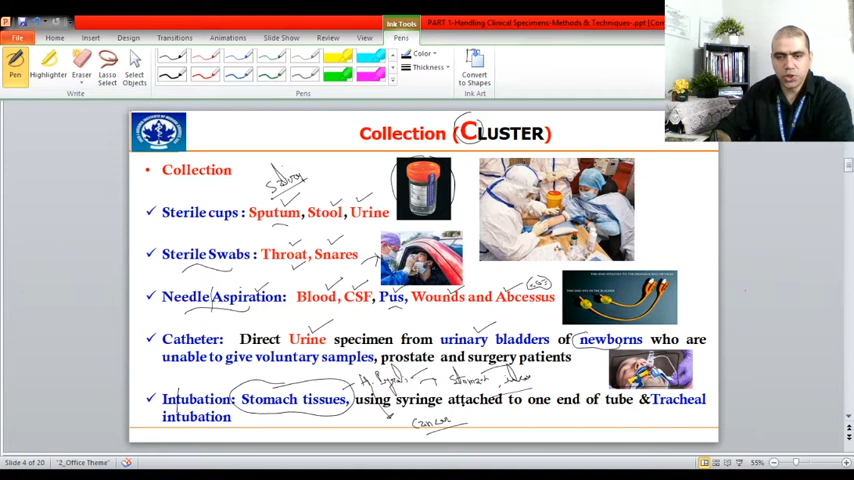 Ink Tools
PART 1-Handling Clinical Specimens-Methods & Techniques-.ppt[Com
File Home Insert Design Transitions Animations Slide Show Review View Pens
Pen Highlighter Eraser Lasso Select Select Objects
Color
Thickness
Convert to Shapes
Write
Pens
Ink Art
Collection (CLUSTER)
• Collection
✓ Sterile cups : Sputum, Stool, Urine
✓ Sterile Swabs : Throat, Snares
✓ Needle Aspiration: Blood, CSF, Pus, Wounds and Abcessus
✓ Catheter: Direct Urine specimen from urinary bladders of newborns who are
unable to give voluntary samples, prostate and surgery patients
H. Pylori → Stomach ulcer
✓ Intubation: Stomach tissues, using syringe attached to one end of tube &Tracheal
intubation
Cancer
Slide 4 of 20
"2_Office Theme"
55%